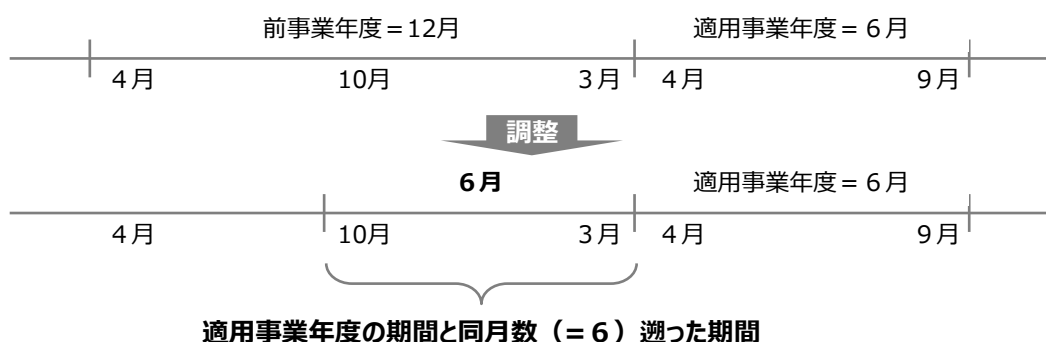 前事業年度＝12月 適用事業年度＝６月
４月 10月 ３月 ４月 ９月
調整
６月 適用事業年度＝６月
４月 10月 ３月 ４月 ９月
適用事業年度の期間と同月数（＝６）遡った期間